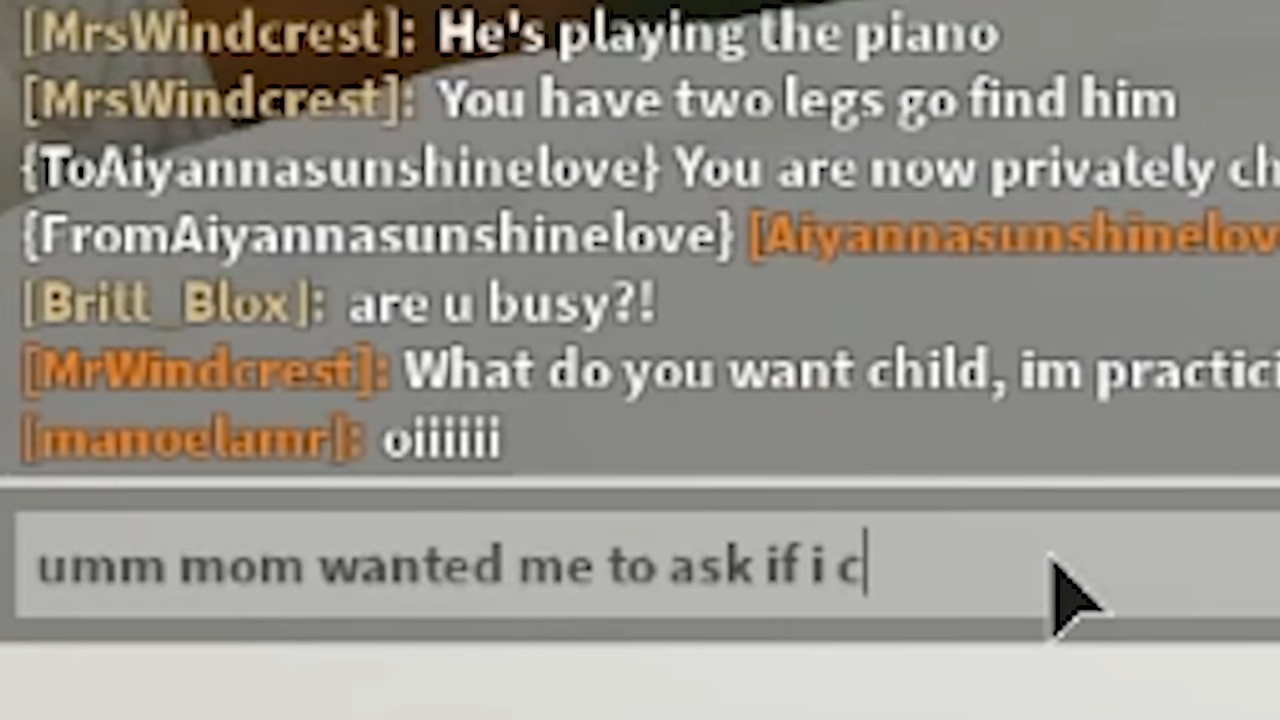 [MrsWindcrest]: He's playing the piano
[MrsWindcrest]: You have two legs go find him
{ToAiyannasunshinelove} You are now privately ch
{FromAiyannasunshinelove} [Aiyannasunshinelov
[Britt_Blox]: are u busy?!
[MrWindcrest]: What do you want child, im practici
[manoelamr]: oiiiiii
umm mom wanted me to ask if i c